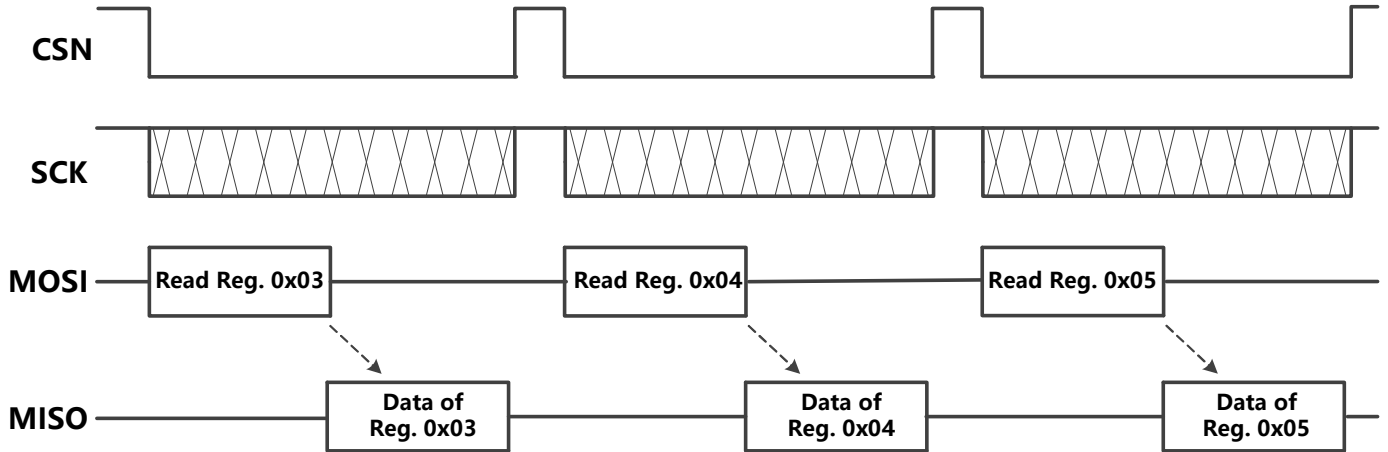 CSN
SCK
MOSI
Read Reg. 0x03
Read Reg. 0x04
Read Reg. 0x05
MISO
Data of
Reg. 0x03
Data of
Reg. 0x04
Data of
Reg. 0x05